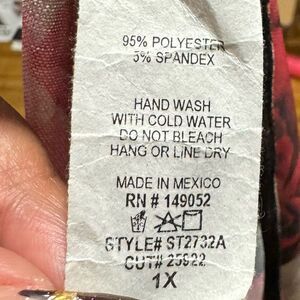 95% POLYESTER
5% SPANDEX
HAND WASH
WITH COLD WATER
DO NOT BLEACH
HANG OR LINE DRY
MADE IN MEXICO
RN # 149052
STYLE# ST2732A
CUT# 25922
1X